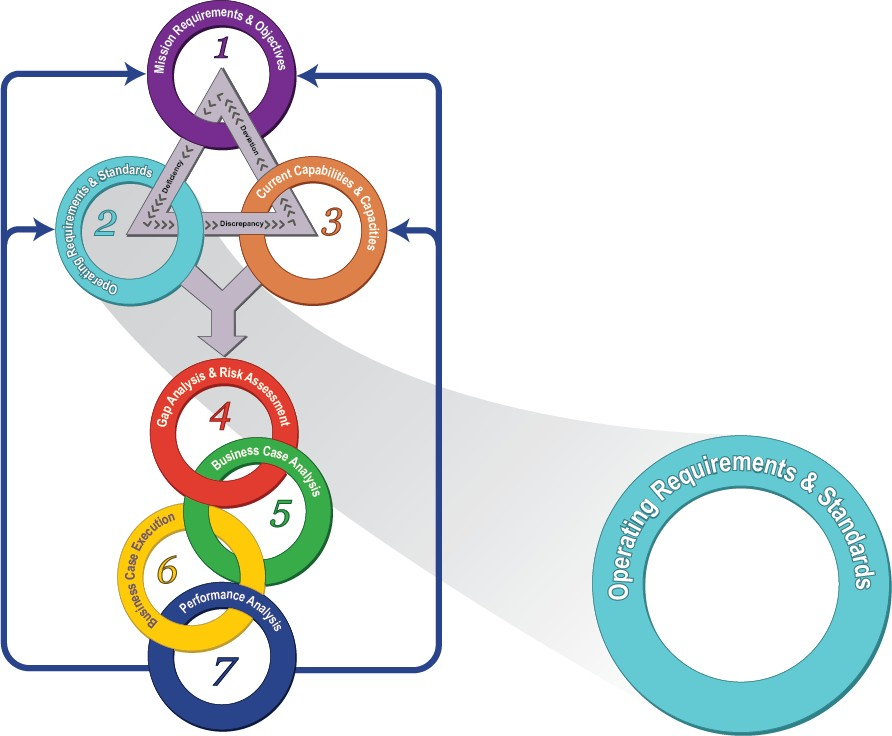 Mission Requirements & Objectives
1
Deficiency
Deviation
Operating Requirements & Standards
2
Discrepancy
Current Capabilities & Capacities
3
Gap Analysis & Risk Assessment
4
Business Case Analysis
5
Business Case Execution
6
Performance Analysis
7
Operating Requirements & Standards